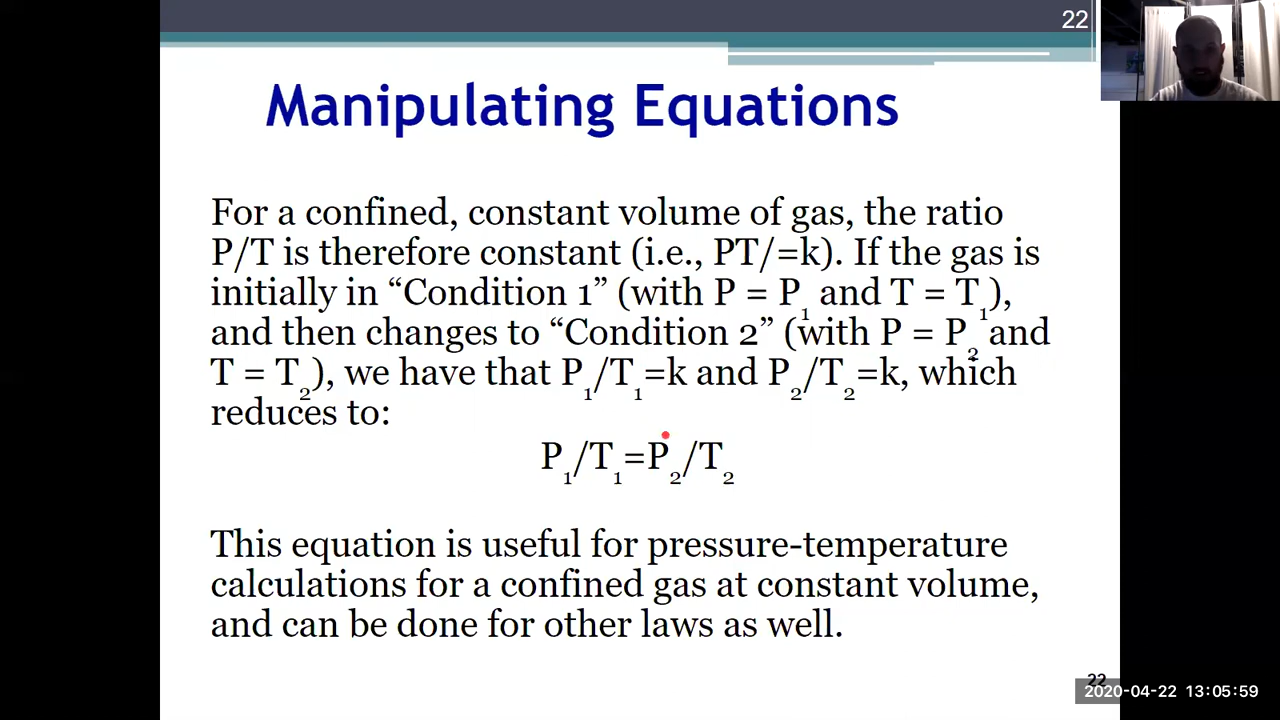 22
Manipulating Equations
For a confined, constant volume of gas, the ratio
P/T is therefore constant (i.e., PT/=k). If the gas is
initially in “Condition 1” (with P = P₁ and T = T₁),
and then changes to “Condition 2” (with P = P₂ and
T = T₂), we have that P₁/T₁=k and P₂/T₂=k, which
reduces to:
P₁/T₁=P₂/T₂
This equation is useful for pressure-temperature
calculations for a confined gas at constant volume,
and can be done for other laws as well.
22
2020-04-22 13:05:59